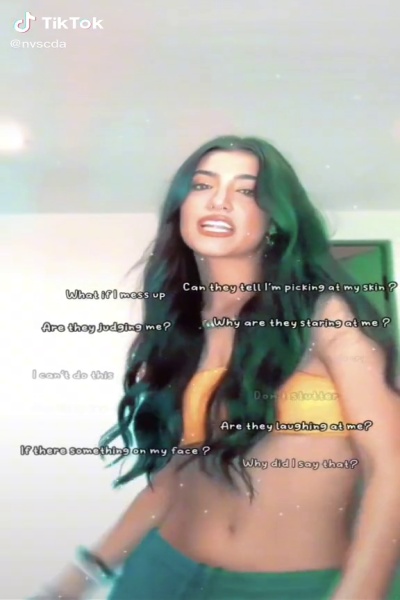 TikTok
@nvscda
Can they tell I'm picking at my skin ?
What if I mess up
Why are they staring at me ?
Are they judging me?
I can't do this
Don't stutter
Are they laughing at me?
If there something on my face ?
Why did I say that?